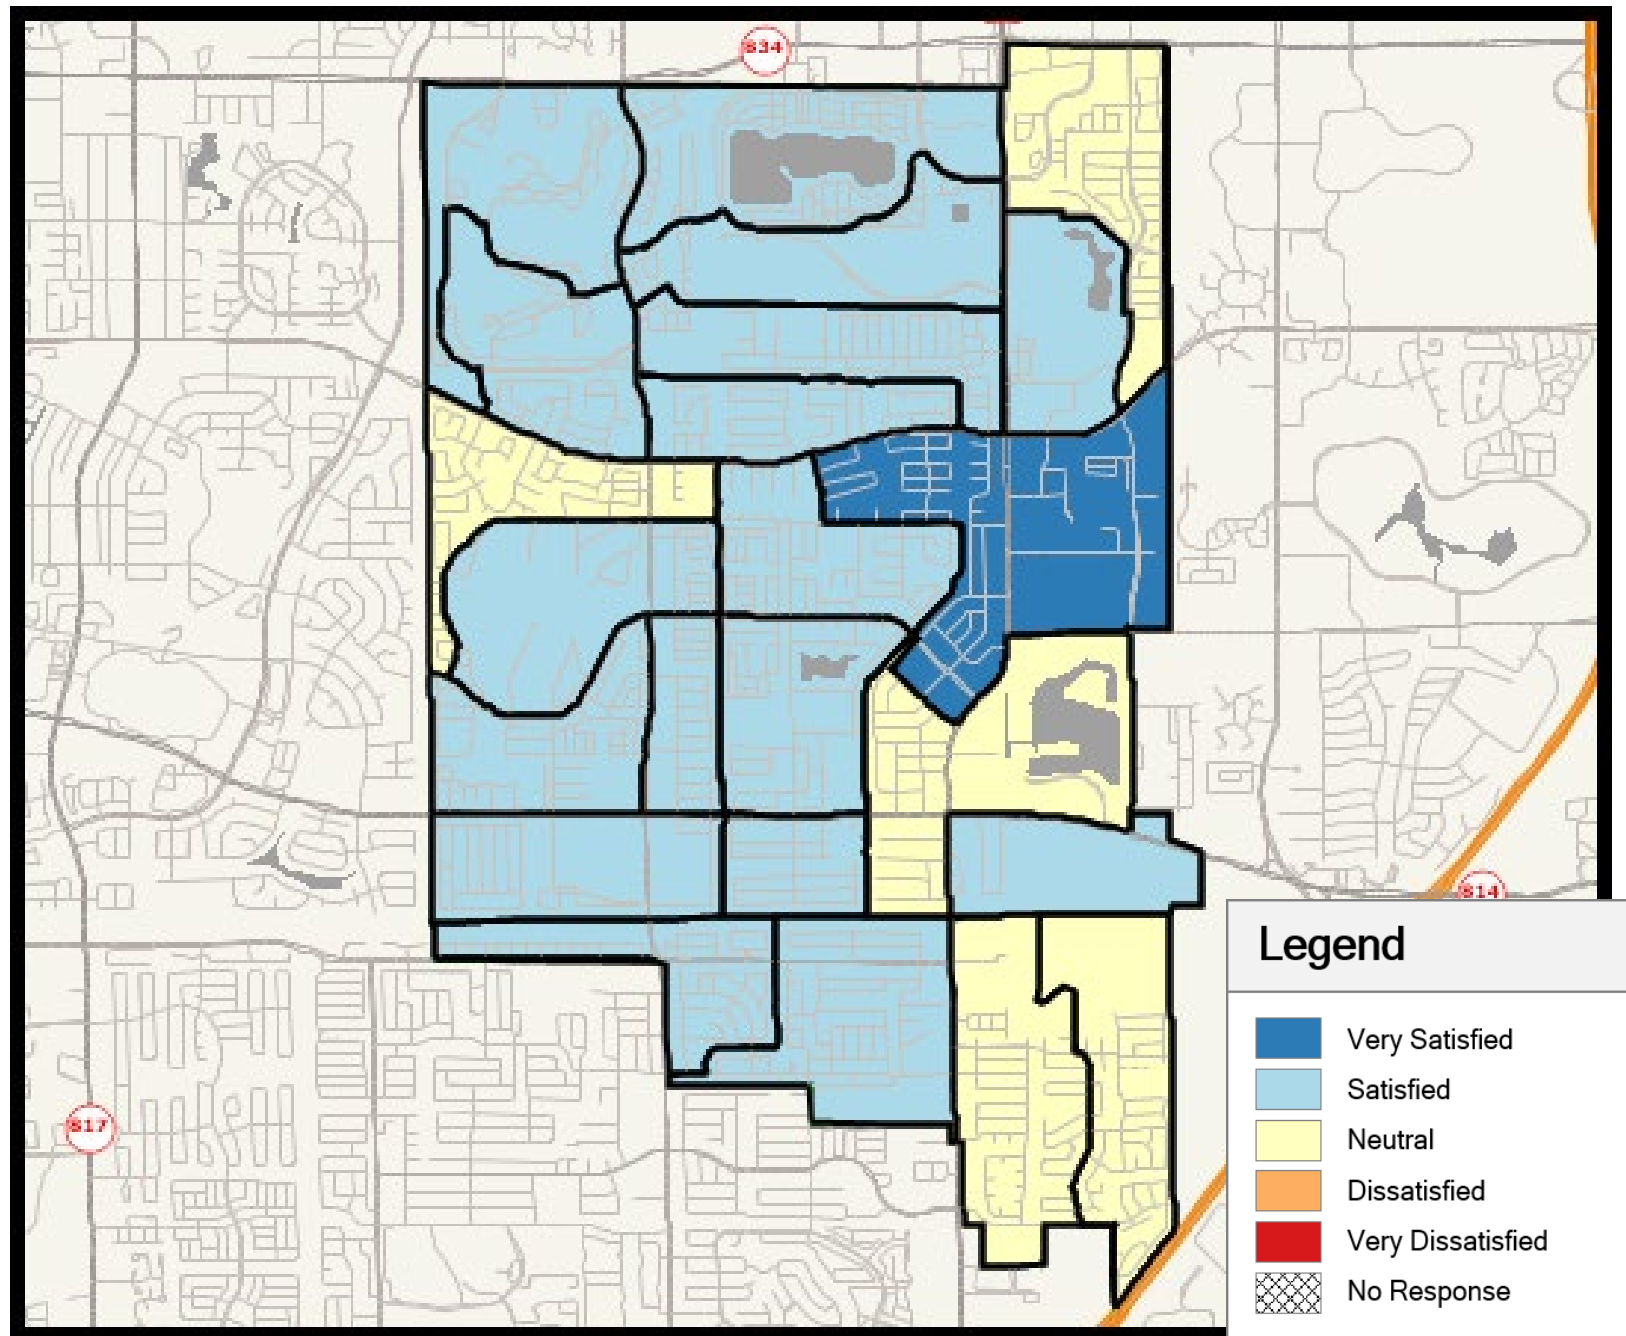 834
814
Legend
Very Satisfied
Satisfied
Neutral
817
Dissatisfied
Very Dissatisfied
No Response